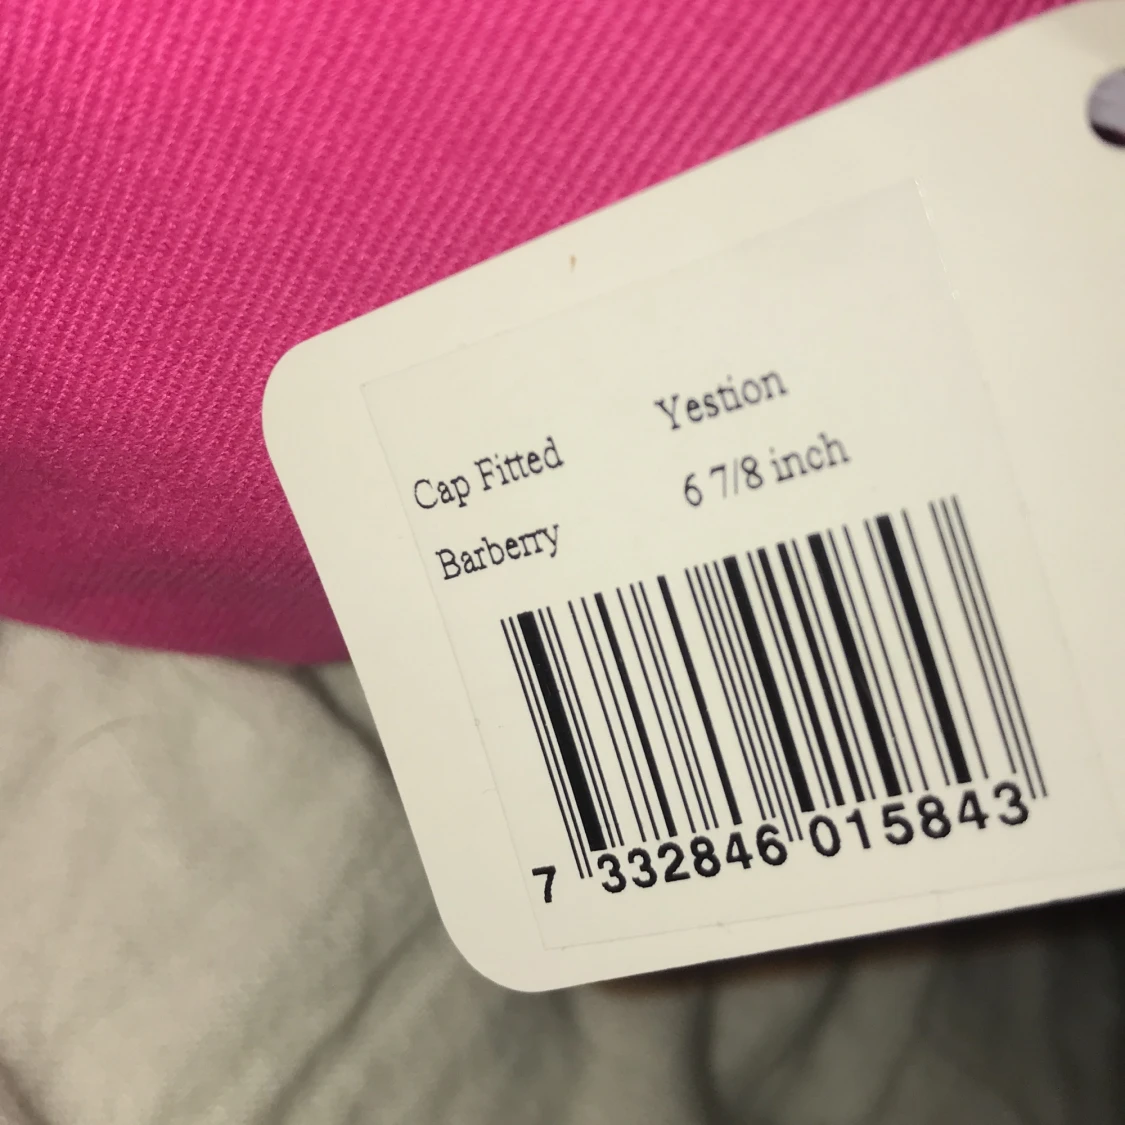 Yestion
Cap Fitted 6 7/8 inch
Barberry
7 332846 015843